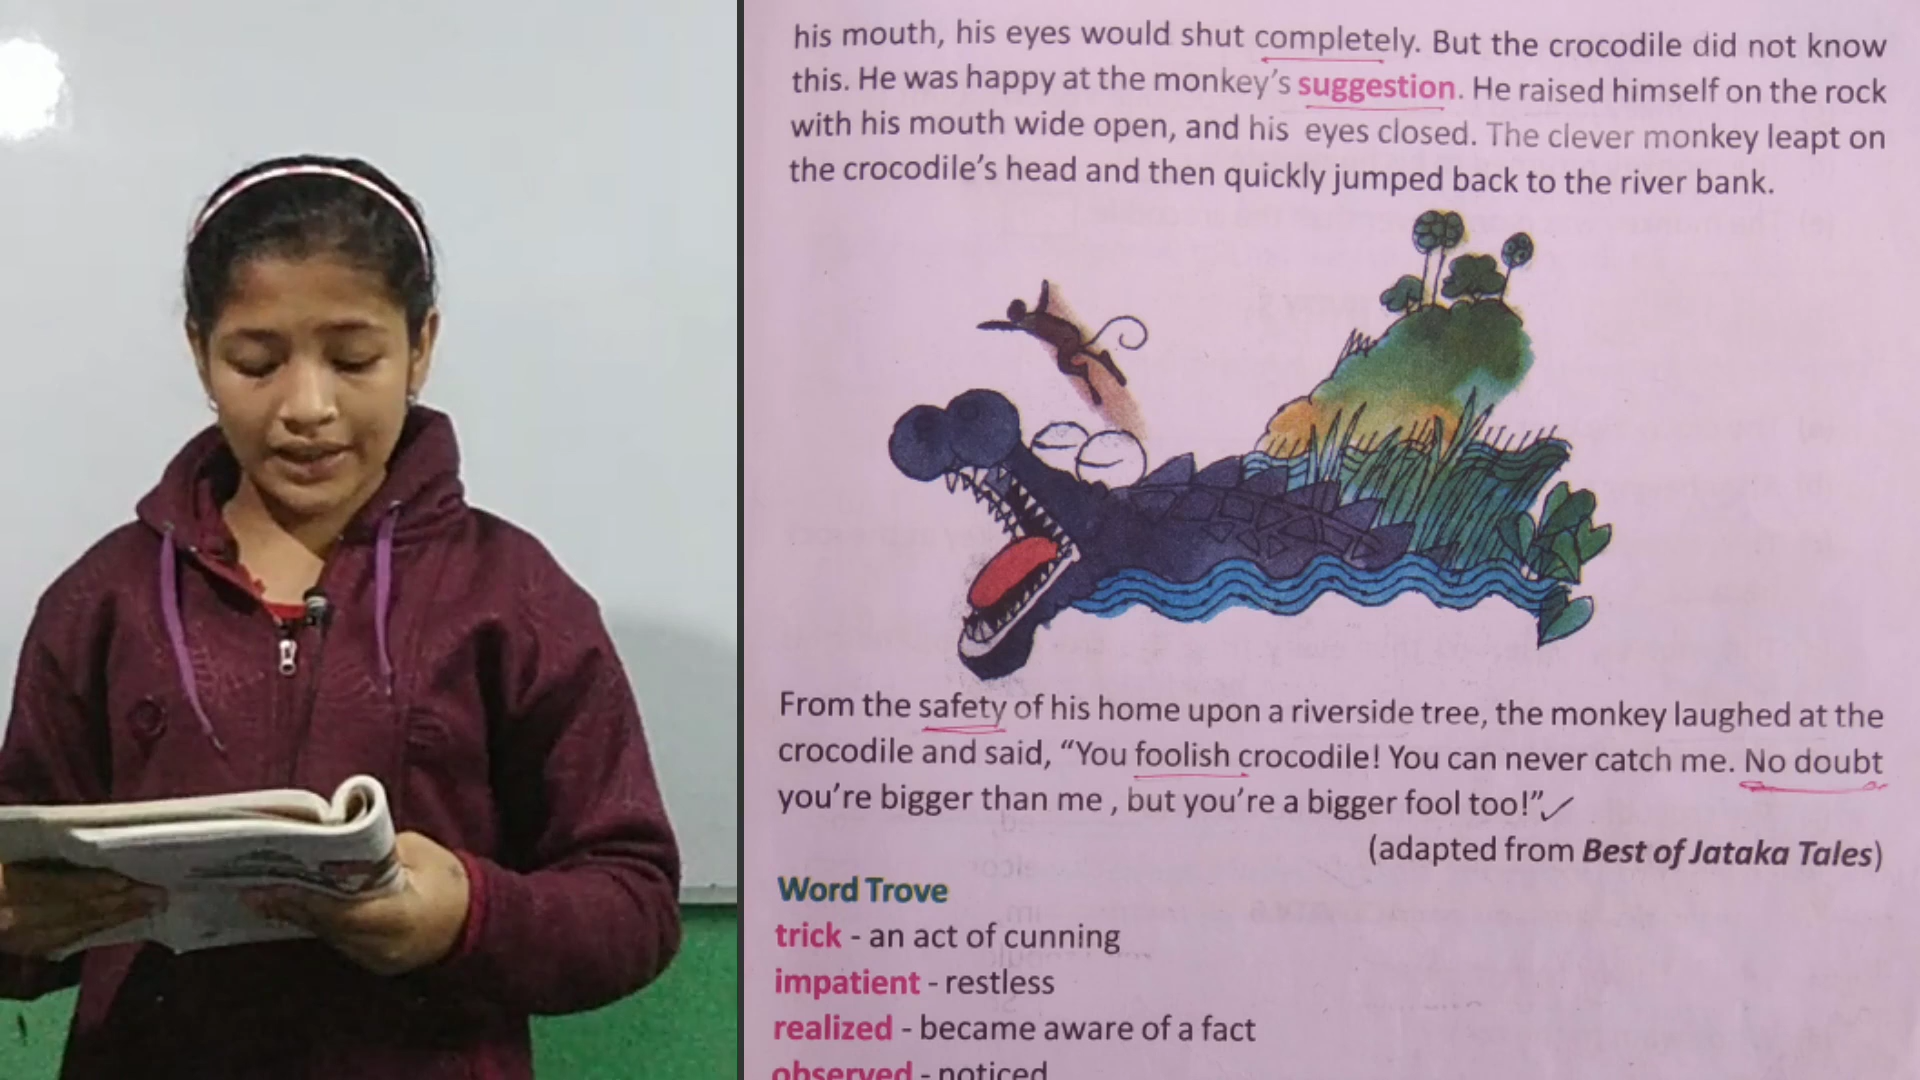 his mouth, his eyes would shut completely. But the crocodile did not know
this. He was happy at the monkey's suggestion. He raised himself on the rock
with his mouth wide open, and his eyes closed. The clever monkey leapt on
the crocodile's head and then quickly jumped back to the river bank.
From the safety of his home upon a riverside tree, the monkey laughed at the
crocodile and said, “You foolish crocodile! You can never catch me. No doubt
you're bigger than me , but you're a bigger fool too!”
(adapted from Best of Jataka Tales)
Word Trove
trick - an act of cunning
impatient - restless
realized - became aware of a fact
observed - noticed